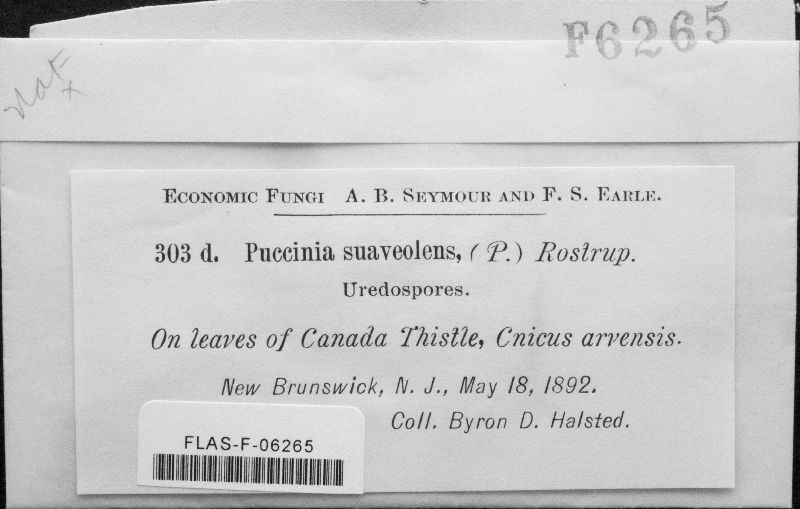 F6265
Economic Fungi A. B. Seymour and F. S. Earle.
303 d. Puccinia suaveolens, (P.) Rostrup.
Uredospores.
On leaves of Canada Thistle, Cnicus arvensis.
New Brunswick, N. J., May 18, 1892.
Coll. Byron D. Halsted.
FLAS-F-06265